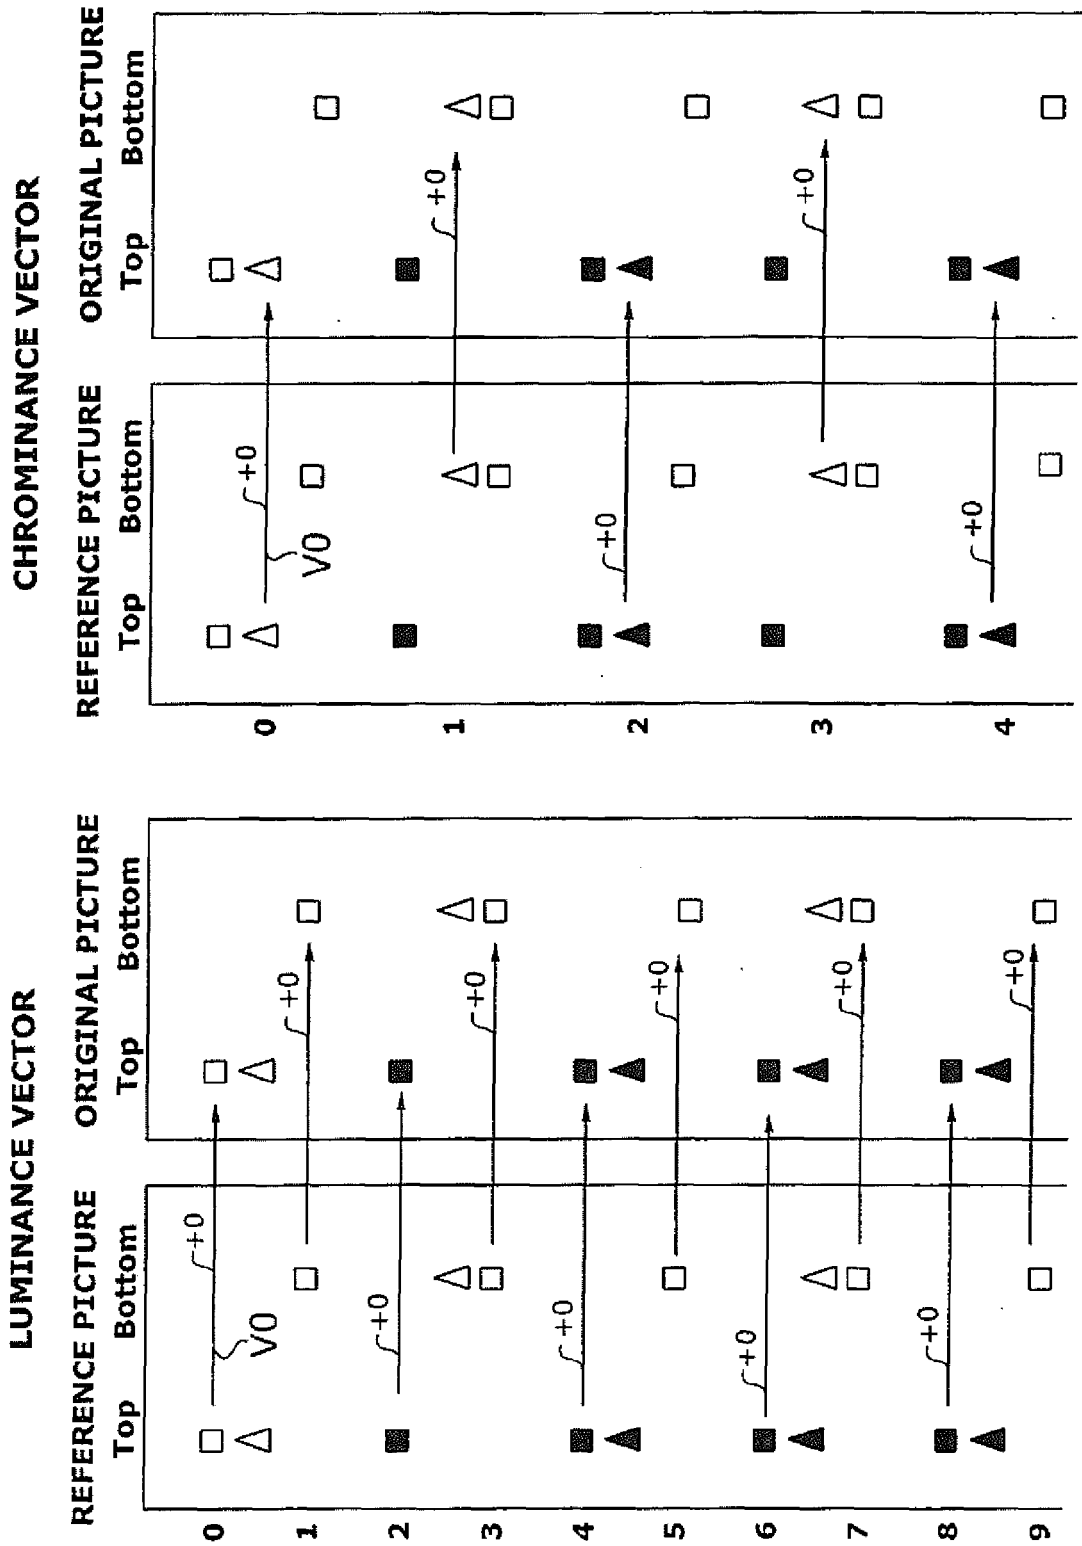 LUMINANCE VECTOR
REFERENCE PICTURE ORIGINAL PICTURE
Top Bottom Top Bottom
0 +0
V0
1 +0
2 +0
3 +0
4 +0
5 +0
6 +0
7 +0
8 +0
9 +0
CHROMINANCE VECTOR
REFERENCE PICTURE ORIGINAL PICTURE
Top Bottom Top Bottom
0 +0
V0
1 +0
2 +0
3 +0
4 +0